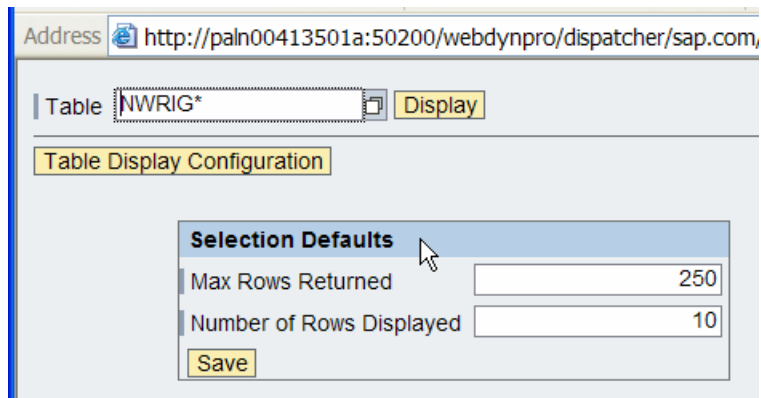 Address http://paln00413501a:50200/webdynpro/dispatcher/sap.com/
Table NWRIG* Display
Table Display Configuration
Selection Defaults
Max Rows Returned 250
Number of Rows Displayed 10
Save